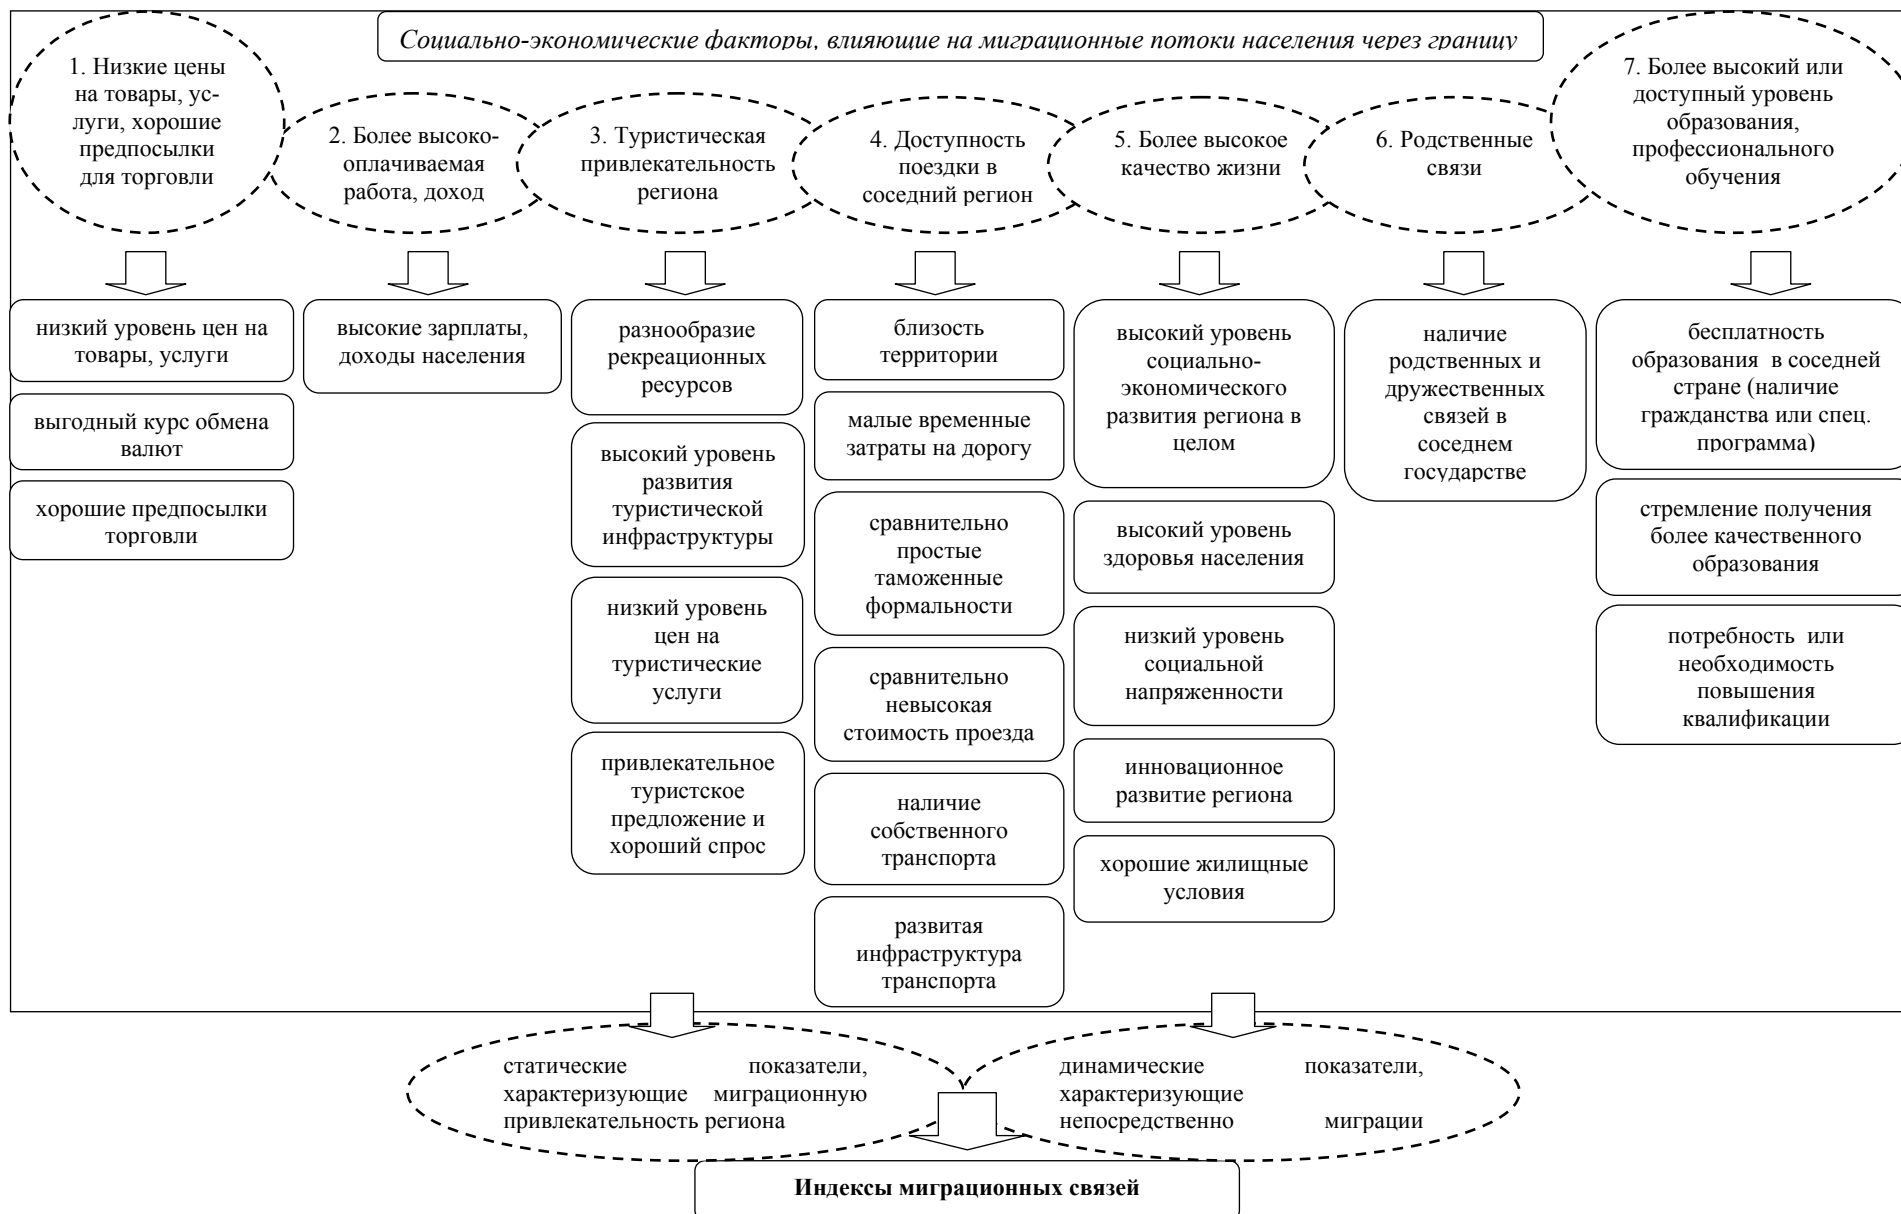 Социально-экономические факторы, влияющие на миграционные потоки населения через границу
1. Низкие цены
на товары, ус-
луги, хорошие
предпосылки
для торговли
2. Более высоко-
оплачиваемая
работа, доход
3. Туристическая
привлекательность
региона
4. Доступность
поездки в
соседний регион
5. Более высокое
качество жизни
6. Родственные
связи
7. Более высокий или
доступный уровень
образования,
профессионального
обучения
низкий уровень цен на
товары, услуги
выгодный курс обмена
валют
хорошие предпосылки
торговли
высокие зарплаты,
доходы населения
разнообразие
рекреационных
ресурсов
высокий уровень
развития
туристической
инфраструктуры
низкий уровень
цен на
туристические
услуги
привлекательное
туристское
предложение и
хороший спрос
близость
территории
малые временные
затраты на дорогу
сравнительно
простые
таможенные
формальности
сравнительно
невысокая
стоимость проезда
наличие
собственного
транспорта
развитая
инфраструктура
транспорта
высокий уровень
социально-
экономического
развития региона в
целом
высокий уровень
здоровья населения
низкий уровень
социальной
напряженности
инновационное
развитие региона
хорошие жилищные
условия
наличие
родственных и
дружественных
связей в
соседнем
государстве
бесплатность
образования в соседней
стране (наличие
гражданства или спец.
программа)
стремление получения
более качественного
образования
потребность или
необходимость
повышения
квалификации
статические показатели,
характеризующие миграционную
привлекательность региона
динамические показатели,
характеризующие
непосредственно миграции
Индексы миграционных связей